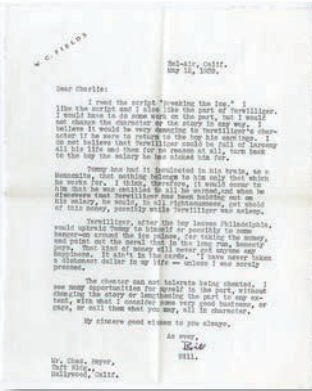 W. C. FIELDS
Bel-Air, Calif.
May 12, 1938.
Dear Charlie:
I read the script "Breaking the Ice." I
like the script and I also like the part of Terwilliger.
I would have to do some work on the part, but I would
not change the character or the story in any way. I
believe it would be very damaging to Terwilliger's char-
acter if he were to return to the boy his earnings. I
do not believe that Terwilliger could be full of larceny
all his life and then for no reason at all, turn back
to the boy the salary he has nicked him for.
Tommy has had it inculcated in his brain, as a
Mennonite, that nothing belongs to him only that which
he works for. I think, therefore, it would occur to
him that he was entitled to all he earned, and when he
discovers that Terwilliger has been holding out on
his salary, he would, in all righteousness, get ahold
of this money, possibly while Terwilliger was asleep.
Terwilliger, after the boy leaves Philadelphia,
would upbraid Tommy to himself or possibly to some
hanger-on around the ice palace, for taking the money,
and point out the moral that in the long run, honesty
pays. That kind of money will never get anyone any
happiness. It ain't in the cards. "I have never taken
a dishonest dollar in my life — unless I was sorely
pressed.
The cheater can not tolerate being cheated. I
see many opportunities for myself in the part, without
changing the story or lengthening the part to any ex-
tent, with what I consider some very good business, or
gags, or call them what you may, all in character.
My sincere good wishes to you always.
As ever,
Bill
Bill.
Mr. Chas. Beyer,
Taft Bldg.,
Hollywood, Calif.